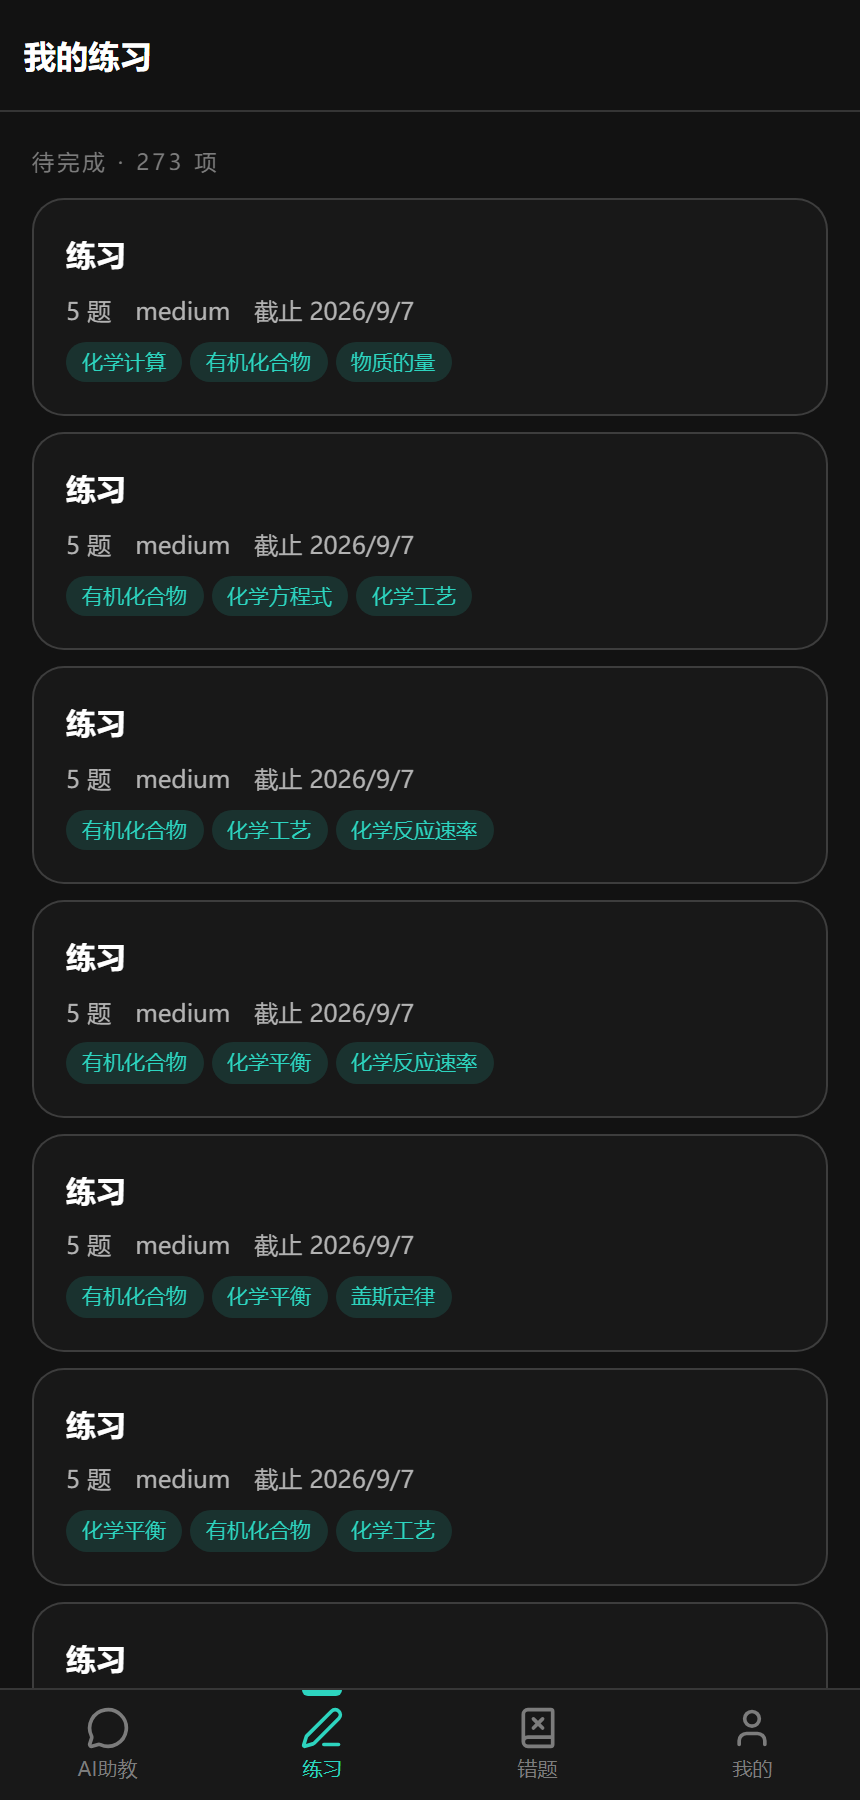 我的练习
待完成 · 273 项
练习
5 题 medium 截止 2026/9/7
化学计算 有机化合物 物质的量
练习
5 题 medium 截止 2026/9/7
有机化合物 化学方程式 化学工艺
练习
5 题 medium 截止 2026/9/7
有机化合物 化学工艺 化学反应速率
练习
5 题 medium 截止 2026/9/7
有机化合物 化学平衡 化学反应速率
练习
5 题 medium 截止 2026/9/7
有机化合物 化学平衡 盖斯定律
练习
5 题 medium 截止 2026/9/7
化学平衡 有机化合物 化学工艺
练习
AI助教 练习 错题 我的